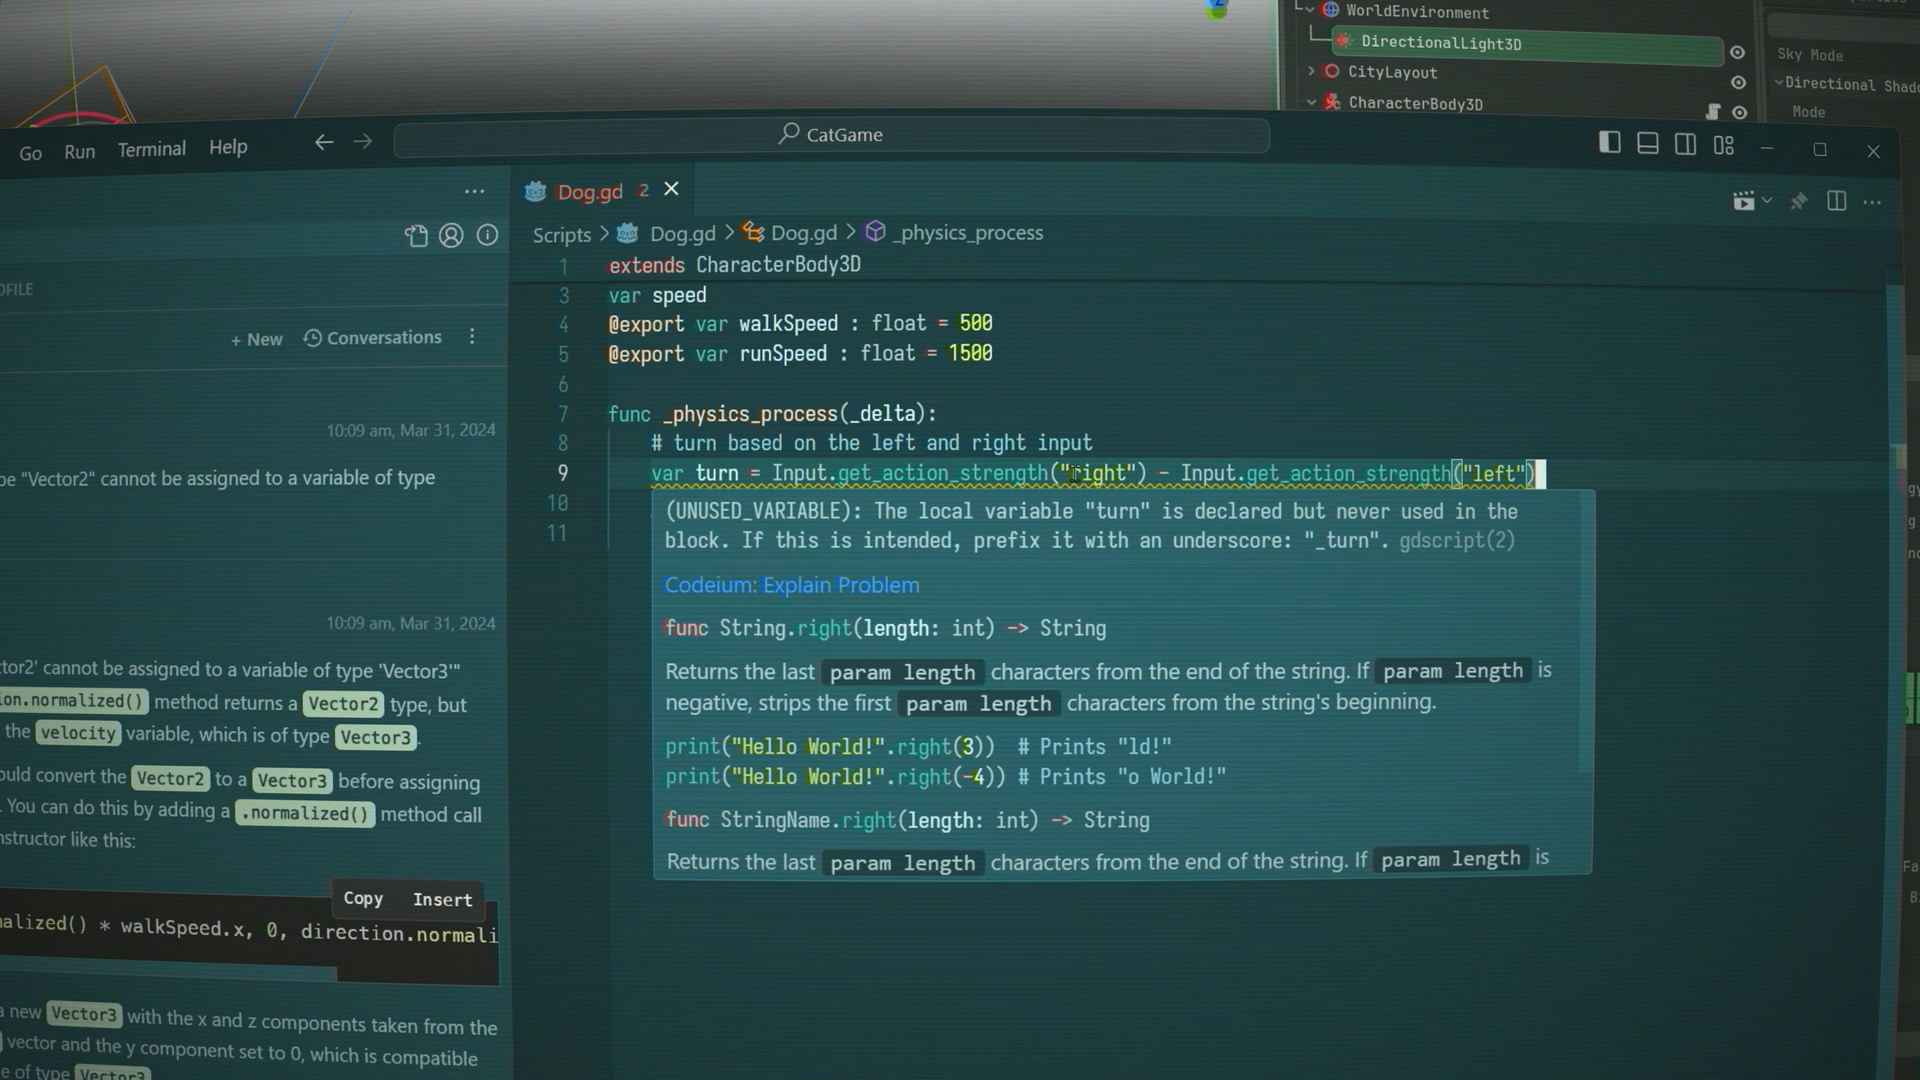 WorldEnvironment
DirectionalLight3D
CityLayout
CharacterBody3D
Sky Mode
Directional
Mode
Go Run Terminal Help
CatGame
Dog.gd 2
Scripts > Dog.gd > Dog.gd > _physics_process
1 extends CharacterBody3D
3 var speed
4 @export var walkSpeed : float = 500
5 @export var runSpeed : float = 1500
6
7 func _physics_process(_delta):
8 # turn based on the left and right input
9 var turn = Input.get_action_strength("right") - Input.get_action_strength("left")
10
11
(UNUSED_VARIABLE): The local variable "turn" is declared but never used in the
block. If this is intended, prefix it with an underscore: "_turn". gdscript(2)
Codeium: Explain Problem
func String.right(length: int) -> String
Returns the last param length characters from the end of the string. If param length is
negative, strips the first param length characters from the string's beginning.
print("Hello World!".right(3)) # Prints "ld!"
print("Hello World!".right(-4)) # Prints "o World!"
func StringName.right(length: int) -> String
Returns the last param length characters from the end of the string. If param length is
OFILE
+ New Conversations
10:09 am, Mar 31, 2024
pe "Vector2" cannot be assigned to a variable of type
10:09 am, Mar 31, 2024
ctor2' cannot be assigned to a variable of type 'Vector3'"
ion.normalized() method returns a Vector2 type, but
the velocity variable, which is of type Vector3.
ould convert the Vector2 to a Vector3 before assigning
. You can do this by adding a .normalized() method call
nstructor like this:
Copy Insert
malized() * walkSpeed.x, 0, direction.normali
a new Vector3 with the x and z components taken from the
vector and the y component set to 0, which is compatible
e of type Vector3